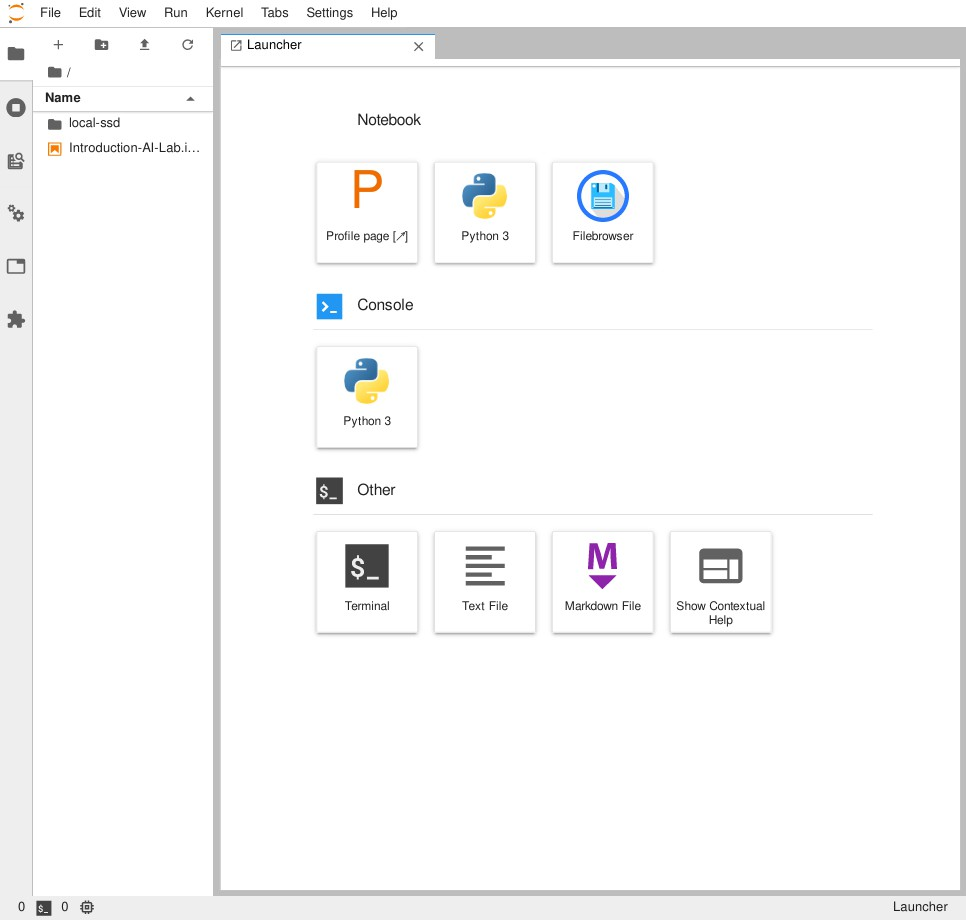 File Edit View Run Kernel Tabs Settings Help
Launcher
/
Name
local-ssd
Introduction-AI-Lab.i…
Notebook
P
Profile page [↗]
Python 3
Filebrowser
>_ Console
Python 3
$_ Other
$_
Terminal
Text File
M
Markdown File
Show Contextual
Help
0 $_ 0
Launcher